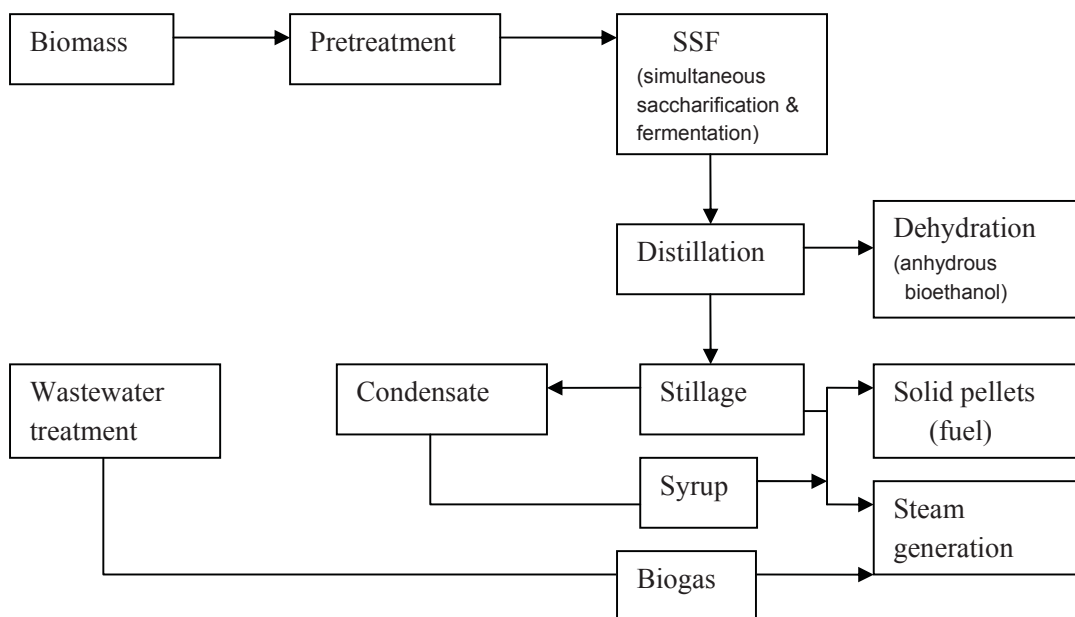 Biomass
Pretreatment
SSF
(simultaneous
saccharification &
fermentation)
Distillation
Dehydration
(anhydrous
bioethanol)
Wastewater
treatment
Condensate
Stillage
Solid pellets
(fuel)
Syrup
Steam
generation
Biogas